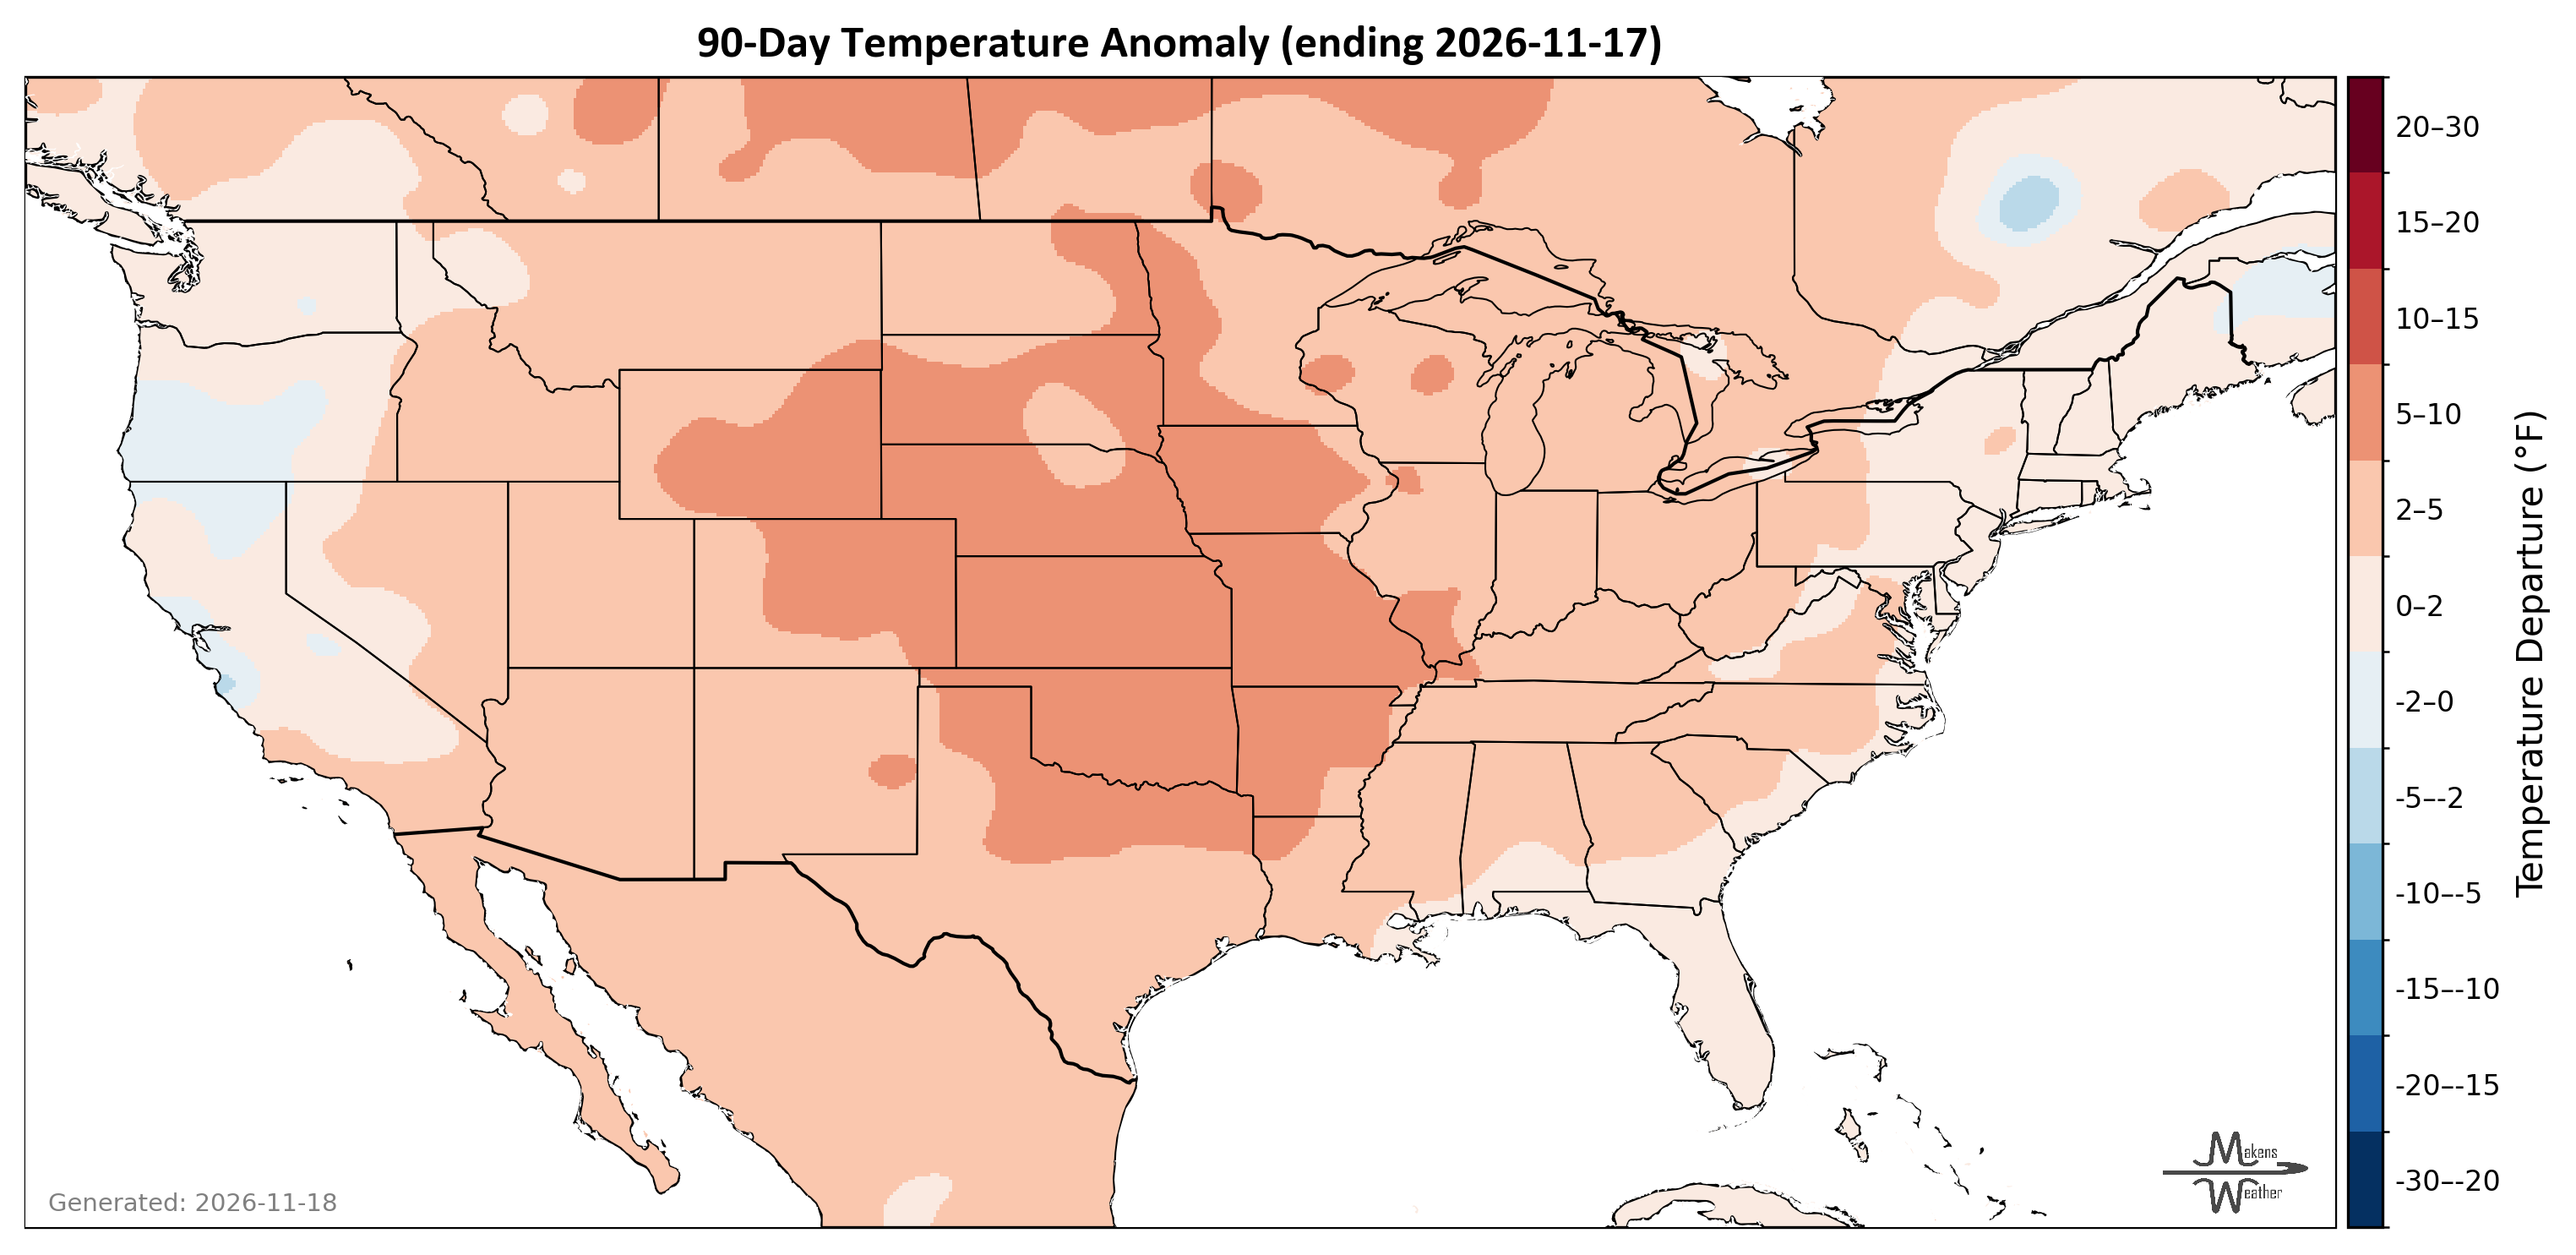 90-Day Temperature Anomaly (ending 2026-11-17)
20–30
15–20
10–15
5–10
2–5
0–2
-2–0
-5–-2
-10–-5
-15–-10
-20–-15
-30–-20
Temperature Departure (°F)
Makens
Weather
Generated: 2026-11-18